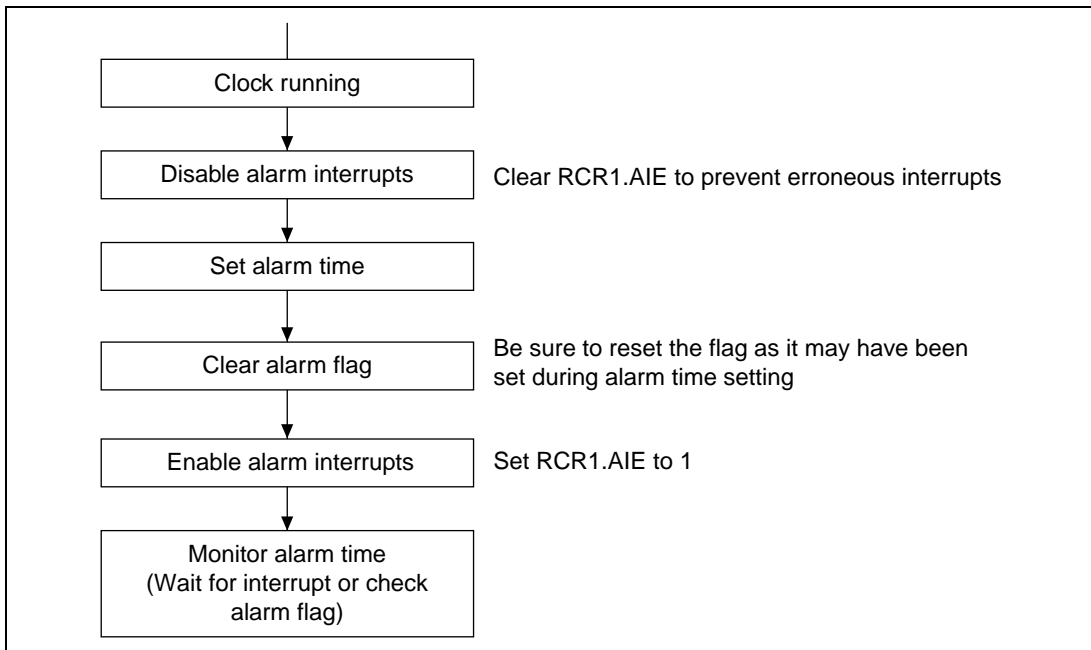 Clock running
Disable alarm interrupts
Clear RCR1.AIE to prevent erroneous interrupts
Set alarm time
Clear alarm flag
Be sure to reset the flag as it may have been
set during alarm time setting
Enable alarm interrupts
Set RCR1.AIE to 1
Monitor alarm time
(Wait for interrupt or check
alarm flag)